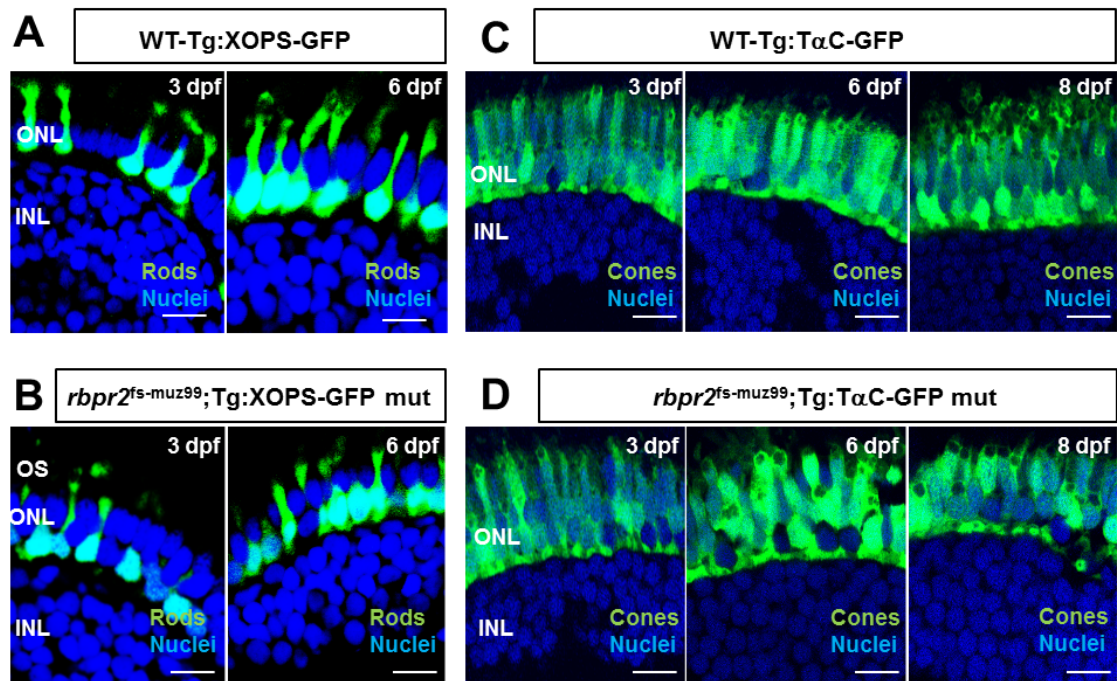 A
WT-Tg:XOPS-GFP
3 dpf
6 dpf
ONL
INL
Rods
Nuclei
Rods
Nuclei
C
WT-Tg:TαC-GFP
3 dpf
6 dpf
8 dpf
ONL
INL
Cones
Nuclei
Cones
Nuclei
Cones
Nuclei
B
rbpr2fs-muz99;Tg:XOPS-GFP mut
3 dpf
6 dpf
OS
ONL
INL
Rods
Nuclei
Rods
Nuclei
D
rbpr2fs-muz99;Tg:TαC-GFP mut
3 dpf
6 dpf
8 dpf
ONL
INL
Cones
Nuclei
Cones
Nuclei
Cones
Nuclei